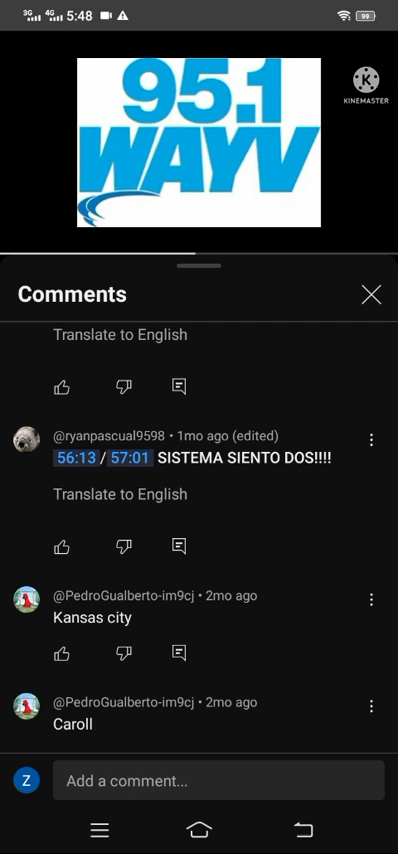 3G 4G 5:48 99
95.1
WAYV
KINEMASTER
Comments
Translate to English
@ryanpascual9598 • 1mo ago (edited)
56:13 / 57:01 SISTEMA SIENTO DOS!!!!
Translate to English
@PedroGualberto-im9cj • 2mo ago
Kansas city
@PedroGualberto-im9cj • 2mo ago
Caroll
Z Add a comment...